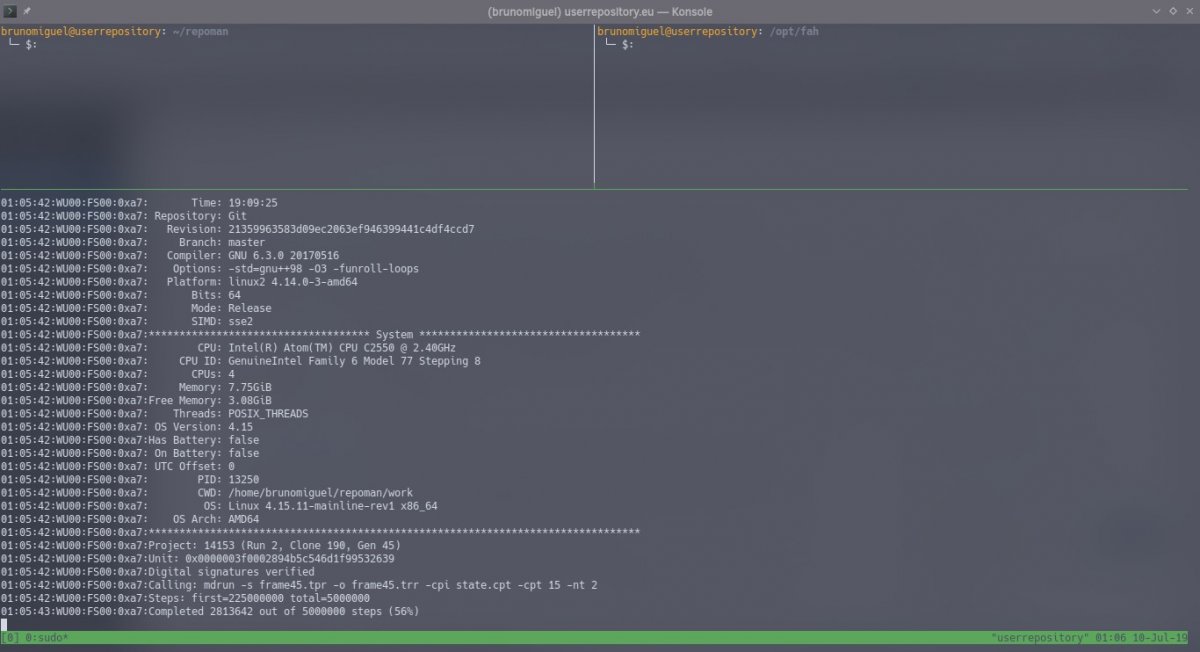 (brunomiguel) userrepository.eu — Konsole
brunomiguel@userrepository: ~/repoman
└─ $:
brunomiguel@userrepository: /opt/fah
└─ $:
01:05:42:WU00:FS00:0xa7:       Time: 19:09:25
01:05:42:WU00:FS00:0xa7: Repository: Git
01:05:42:WU00:FS00:0xa7:   Revision: 21359963583d09ec2063ef946399441c4df4ccd7
01:05:42:WU00:FS00:0xa7:     Branch: master
01:05:42:WU00:FS00:0xa7:   Compiler: GNU 6.3.0 20170516
01:05:42:WU00:FS00:0xa7:    Options: -std=gnu++98 -O3 -funroll-loops
01:05:42:WU00:FS00:0xa7:   Platform: linux2 4.14.0-3-amd64
01:05:42:WU00:FS00:0xa7:       Bits: 64
01:05:42:WU00:FS00:0xa7:       Mode: Release
01:05:42:WU00:FS00:0xa7:       SIMD: sse2
01:05:42:WU00:FS00:0xa7:************************************ System ************************************
01:05:42:WU00:FS00:0xa7:        CPU: Intel(R) Atom(TM) CPU C2550 @ 2.40GHz
01:05:42:WU00:FS00:0xa7:     CPU ID: GenuineIntel Family 6 Model 77 Stepping 8
01:05:42:WU00:FS00:0xa7:       CPUs: 4
01:05:42:WU00:FS00:0xa7:     Memory: 7.75GiB
01:05:42:WU00:FS00:0xa7:Free Memory: 3.08GiB
01:05:42:WU00:FS00:0xa7:    Threads: POSIX_THREADS
01:05:42:WU00:FS00:0xa7: OS Version: 4.15
01:05:42:WU00:FS00:0xa7:Has Battery: false
01:05:42:WU00:FS00:0xa7: On Battery: false
01:05:42:WU00:FS00:0xa7: UTC Offset: 0
01:05:42:WU00:FS00:0xa7:        PID: 13250
01:05:42:WU00:FS00:0xa7:        CWD: /home/brunomiguel/repoman/work
01:05:42:WU00:FS00:0xa7:         OS: Linux 4.15.11-mainline-rev1 x86_64
01:05:42:WU00:FS00:0xa7:    OS Arch: AMD64
01:05:42:WU00:FS00:0xa7:********************************************************************************
01:05:42:WU00:FS00:0xa7:Project: 14153 (Run 2, Clone 190, Gen 45)
01:05:42:WU00:FS00:0xa7:Unit: 0x0000003f0002894b5c546d1f99532639
01:05:42:WU00:FS00:0xa7:Digital signatures verified
01:05:42:WU00:FS00:0xa7:Calling: mdrun -s frame45.tpr -o frame45.trr -cpi state.cpt -cpt 15 -nt 2
01:05:42:WU00:FS00:0xa7:Steps: first=225000000 total=5000000
01:05:43:WU00:FS00:0xa7:Completed 2813642 out of 5000000 steps (56%)
[0] 0:sudo*
"userrepository" 01:06 10-Jul-19